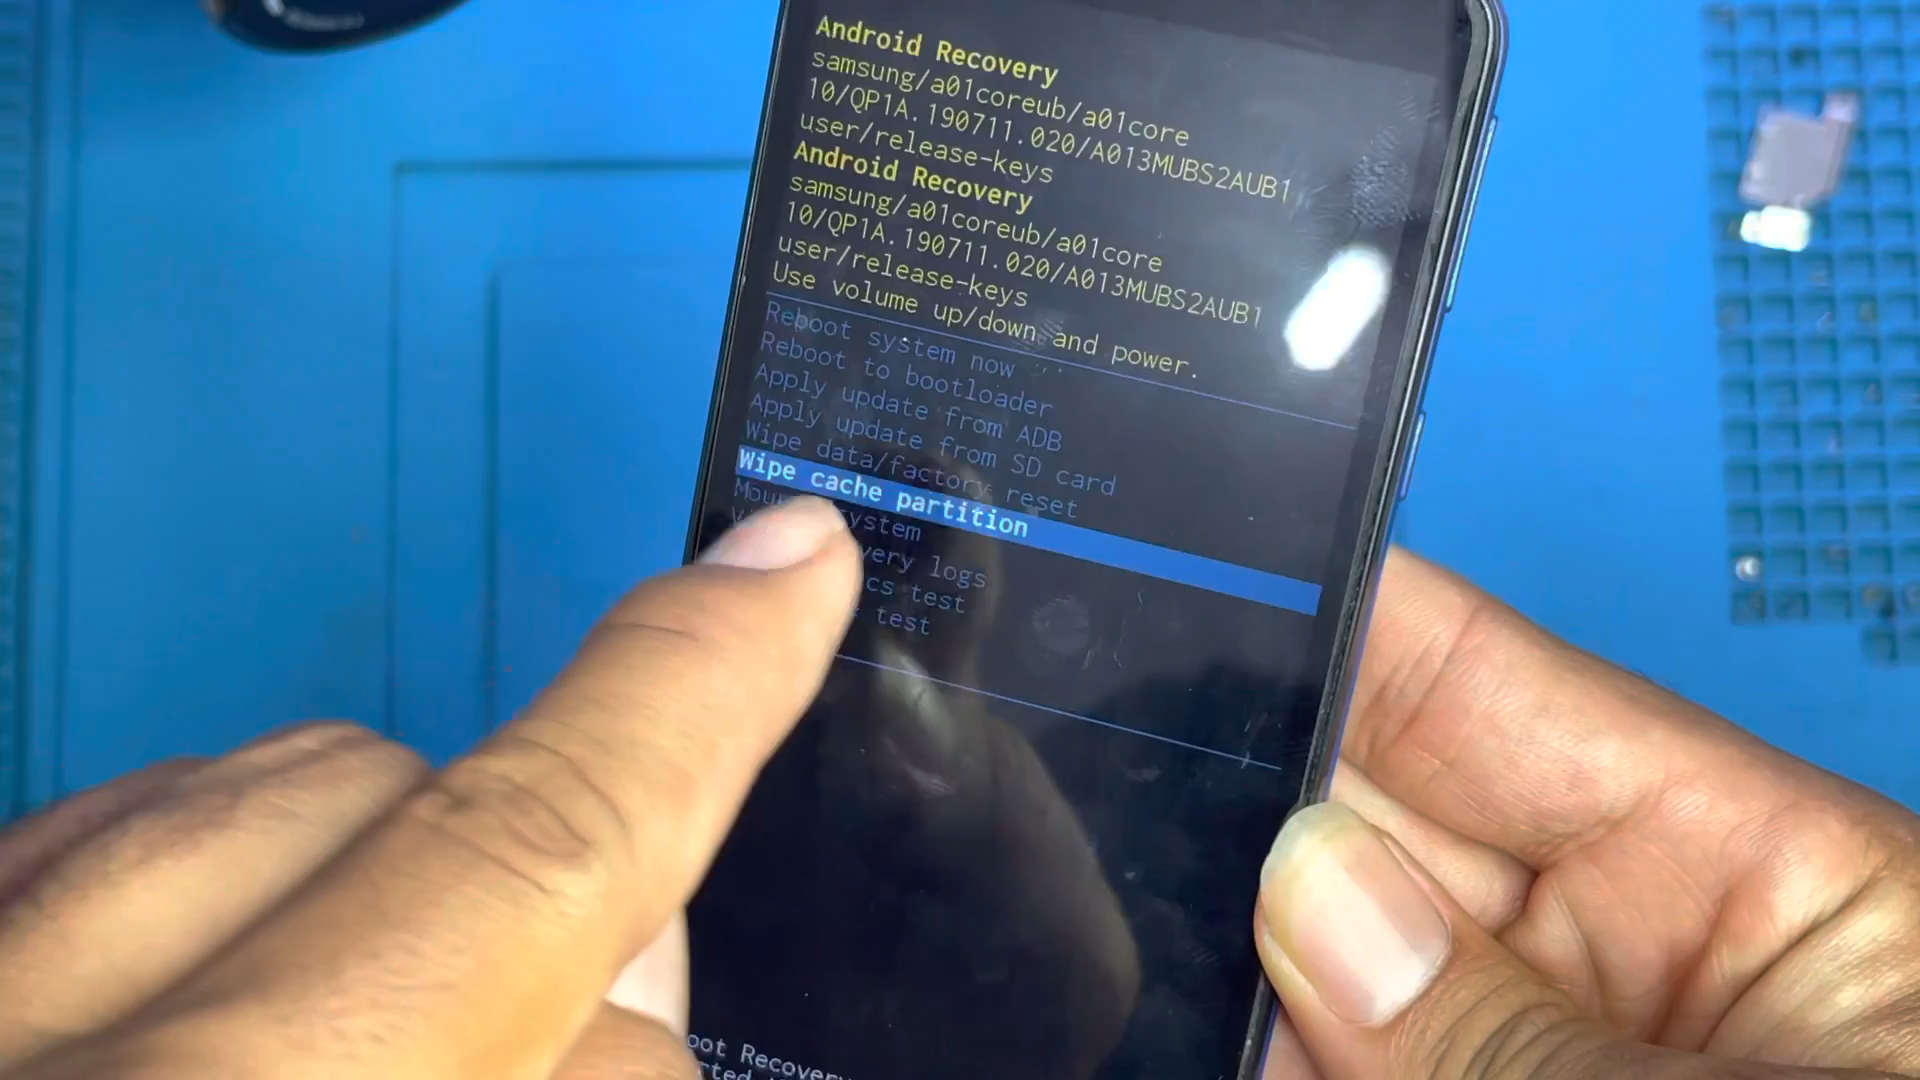 Android Recovery
samsung/a01coreub/a01core
10/QP1A.190711.020/A013MUBS2AUB1
user/release-keys
Android Recovery
samsung/a01coreub/a01core
10/QP1A.190711.020/A013MUBS2AUB1
user/release-keys
Use volume up/down and power.
Reboot system now
Reboot to bootloader
Apply update from ADB
Apply update from SD card
Wipe data/factory reset
Wipe cache partition
system
logs
test
test
Recovery